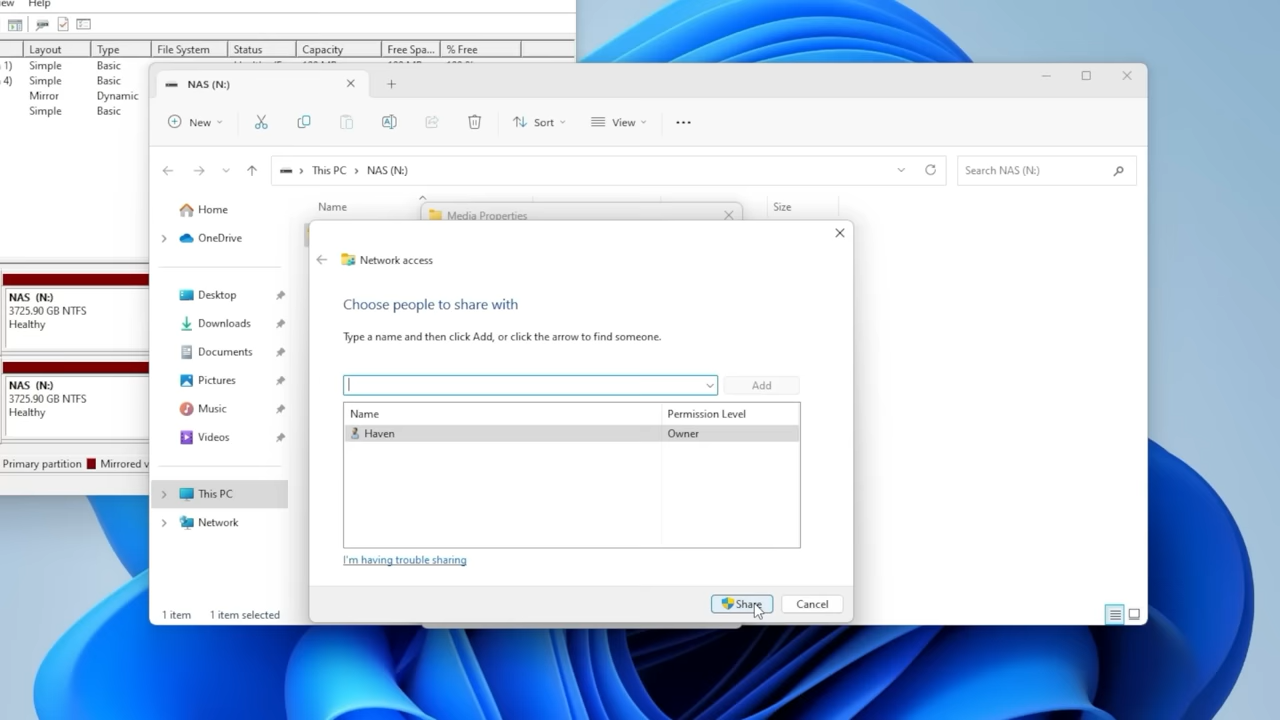 ew Help
Layout Type File System Status Capacity Free Spa... % Free
1) Simple Basic
4) Simple Basic
Mirror Dynamic
Simple Basic
NAS (N:)
New Sort View
This PC NAS (N:) Search NAS (N:)
Home
OneDrive
Desktop
Downloads
Documents
Pictures
Music
Videos
This PC
Network
1 item 1 item selected
Name Size
Media Properties
Network access
Choose people to share with
Type a name and then click Add, or click the arrow to find someone.
Add
Name Permission Level
Haven Owner
I'm having trouble sharing
Share Cancel
NAS (N:)
3725.90 GB NTFS
Healthy
NAS (N:)
3725.90 GB NTFS
Healthy
Primary partition Mirrored v